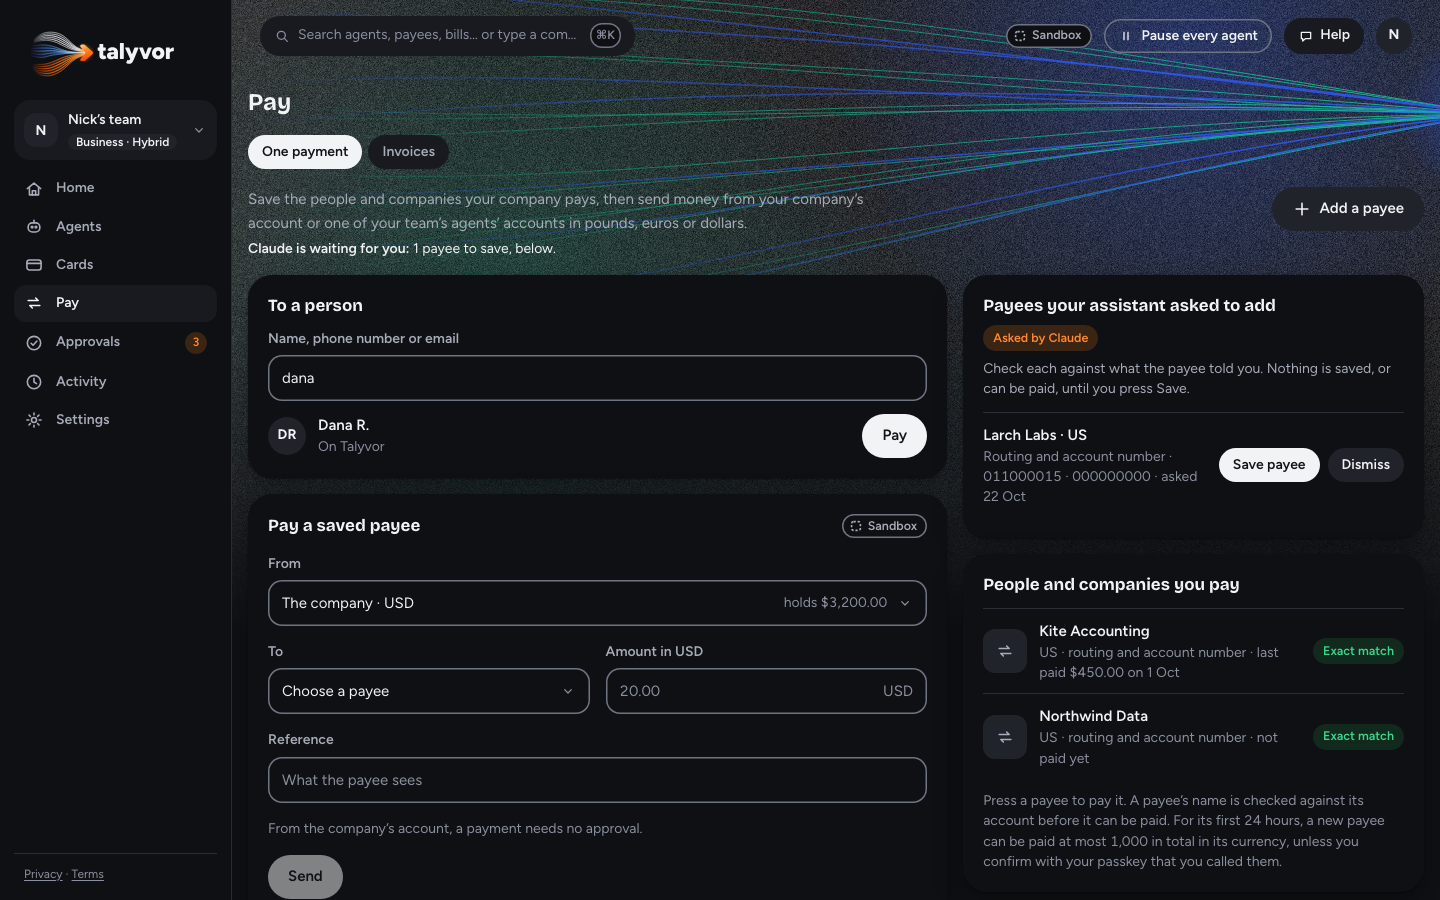 talyvor
N
Nick's team
Business · Hybrid
Home
Agents
Cards
Pay
Approvals
3
Activity
Settings
Privacy · Terms
Search agents, payees, bills... or type a com...
⌘K
Sandbox
Pause every agent
Help
N
Pay
One payment
Invoices
Save the people and companies your company pays, then send money from your company's
account or one of your team's agents' accounts in pounds, euros or dollars.
Claude is waiting for you: 1 payee to save, below.
Add a payee
To a person
Name, phone number or email
dana
DR
Dana R.
On Talyvor
Pay
Pay a saved payee
Sandbox
From
The company · USD
holds $3,200.00
To
Choose a payee
Amount in USD
20.00
USD
Reference
What the payee sees
From the company's account, a payment needs no approval.
Send
Payees your assistant asked to add
Asked by Claude
Check each against what the payee told you. Nothing is saved, or
can be paid, until you press Save.
Larch Labs · US
Routing and account number ·
011000015 · 000000000 · asked
22 Oct
Save payee
Dismiss
People and companies you pay
Kite Accounting
US · routing and account number · last
paid $450.00 on 1 Oct
Exact match
Northwind Data
US · routing and account number · not
paid yet
Exact match
Press a payee to pay it. A payee's name is checked against its
account before it can be paid. For its first 24 hours, a new payee
can be paid at most 1,000 in total in its currency, unless you
confirm with your passkey that you called them.